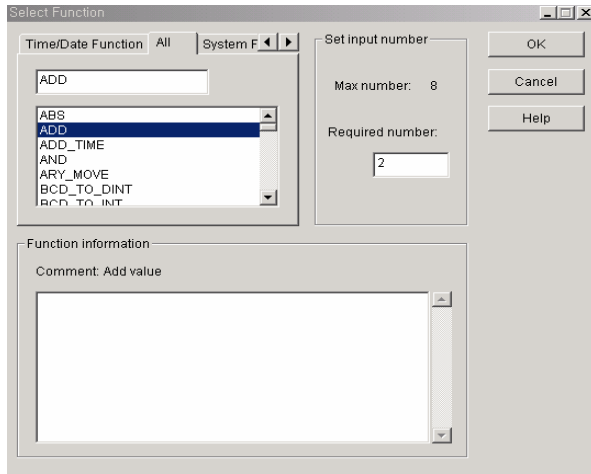 Select Function
Time/Date Function
All
System F
ADD
ABS
ADD
ADD_TIME
AND
ARY_MOVE
BCD_TO_DINT
BCD_TO_INT
Set input number
Max number: 8
Required number:
2
OK
Cancel
Help
Function information
Comment: Add value